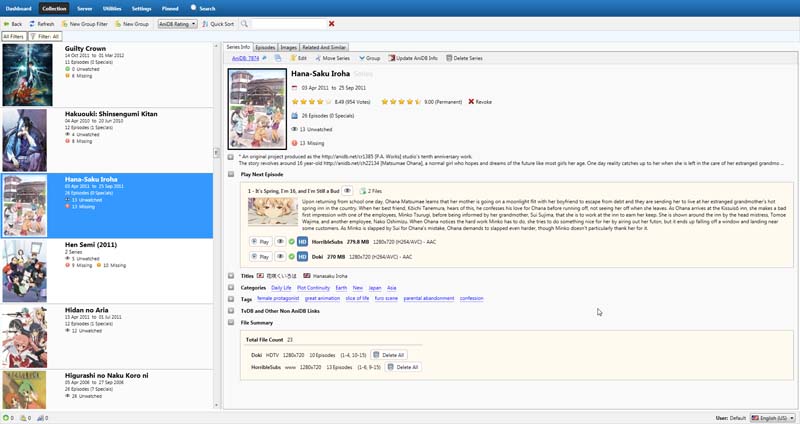 Dashboard Collection Server Utilities Settings Pinned Search
Back Refresh New Group Filter New Group AniDB Rating Quick Sort
All Filters Filter: All
Guilty Crown
14 Oct 2011 to 01 Mar 2012
11 Episodes (0 Specials)
0 Unwatched
6 Missing
Hakuouki: Shinsengumi Kitan
04 Apr 2010 to 20 Jun 2010
12 Episodes (1 Specials)
4 Unwatched
8 Missing
Hana-Saku Iroha
03 Apr 2011 to 25 Sep 2011
26 Episodes (0 Specials)
13 Unwatched
13 Missing
Hen Semi (2011)
2 Series
5 Unwatched
9 Missing 10 Missing
Hidan no Aria
15 Apr 2011 to 01 Jul 2011
12 Episodes (0 Specials)
12 Unwatched
Higurashi no Naku Koro ni
05 Apr 2006 to 27 Sep 2006
26 Episodes (7 Specials)
26 Unwatched
Series Info Episodes Images Related And Similar
AniDB: 7874 Edit Move Series Group Update AniDB Info Delete Series
Hana-Saku Iroha Series
03 Apr 2011 to 25 Sep 2011
8.49 (954 Votes) 9.00 (Permanent) Revoke
26 Episodes (0 Specials)
13 Unwatched
13 Missing
* An original project produced as the http://anidb.net/cr1385 [P.A. Works] studio's tenth anniversary work.
The story revolves around 16 year-old http://anidb.net/ch22134 [Matsumae Ohana], a normal girl who hopes and dreams of the future like most girls her age. One day reality catches up to her when she is left in the care of her estranged grandmo ...
Play Next Episode
1 - It's Spring, I'm 16, and I'm Still a Bud 2 Files
Upon returning from school one day, Ohana Matsumae learns that her mother is going on a moonlight flit with her boyfriend to escape from debt and they are sending her to live at her estranged grandmother's hot
spring inn in the country. When her best friend, Kōichi Tanemura, hears of this, he confesses his love for Ohana before running off, not seeing her off when she leaves. As Ohana arrives at the Kissuisō inn, she makes a bad
first impression with one of the employees, Minko Tsurugi, before being informed by her grandmother, Sui Sujima, that she is to work at the inn to earn her keep. She is shown around the inn by the head mistress, Tomoe
Wajima, and another employee, Nako Oshimizu. When Ohana notices the hard work Minko has to do, she tries to do something nice for her by airing out her futon, but it ends up falling off a window and landing near
some customers. As Minko is slapped by Sui for Ohana's mistake, Ohana demands to slapped even harder, though Minko doesn't particularly thank her for it.
Play HD HorribleSubs 279.8 MB 1280x720 (H264/AVC) - AAC
Play HD Doki 270 MB 1280x720 (H264/AVC) - AAC
Titles 花咲くいろは Hanasaku Iroha
Categories Daily Life Plot Continuity Earth New Japan Asia
Tags female protagonist great animation slice of life furo scene parental abandonment confession
TvDB and Other Non AniDB Links
File Summary
Total File Count 23
Doki HDTV 1280x720 10 Episodes (1-4, 10-15) Delete All
HorribleSubs www 1280x720 13 Episodes (1-6, 9-15) Delete All
0 0 0 User: Default English (US)